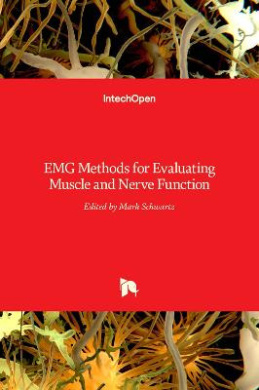 IntechOpen
EMG Methods for Evaluating
Muscle and Nerve Function
Edited by Mark Schwartz